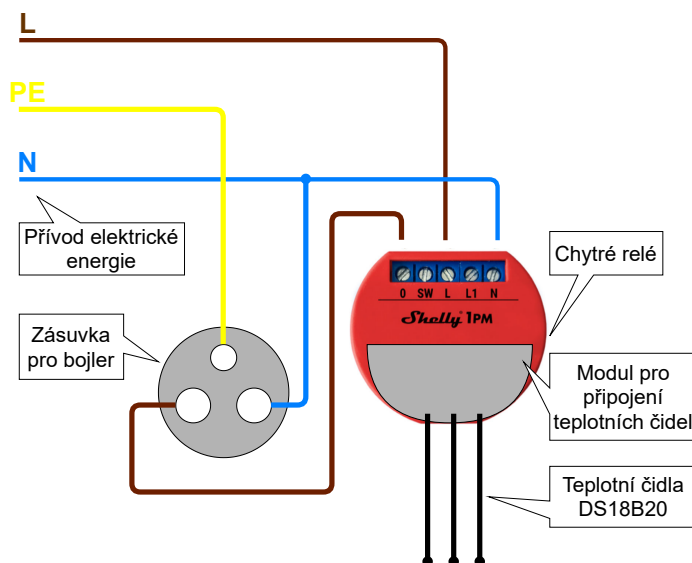 L
PE
N
Přívod elektrické
energie
Zásuvka
pro bojler
0 SW L L1 N
Shelly 1PM
Chytré relé
Modul pro
připojení
teplotních čidel
Teplotní čidla
DS18B20